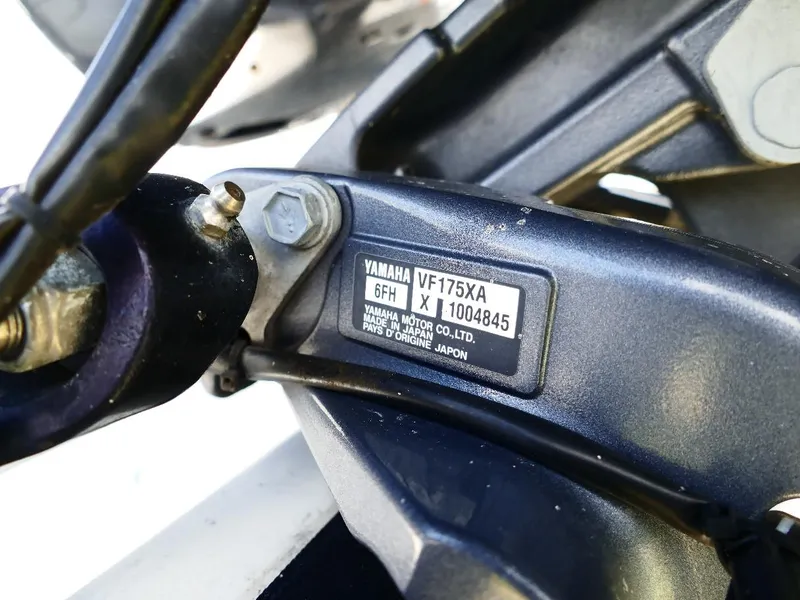 YAMAHA VF175XA
6FH X 1004845
YAMAHA MOTOR CO.,LTD.
MADE IN JAPAN
PAYS D'ORIGINE JAPON